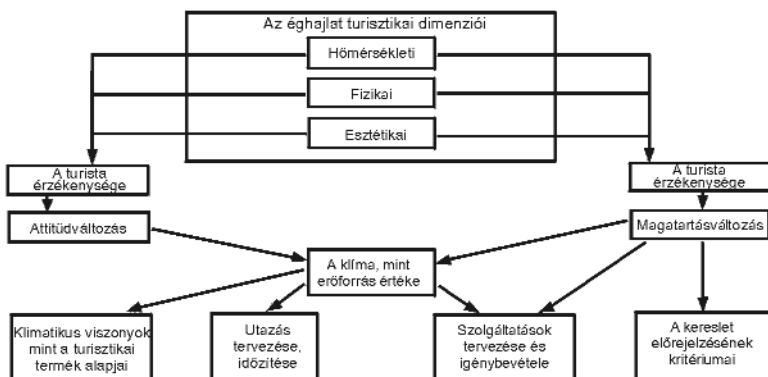 Az éghajlat turisztikai dimenziói
Hőmérsékleti
Fizikai
Esztétikai
A turista
érzékenysége
A turista
érzékenysége
Attitűdváltozás
Magatartásváltozás
A klíma, mint
erőforrás értéke
Klimatikus viszonyok
mint a turisztikai
termék alapjai
Utazás
tervezése,
időzítése
Szolgáltatások
tervezése és
igénybevétele
A kereslet
előrejelzésének
kritériumai